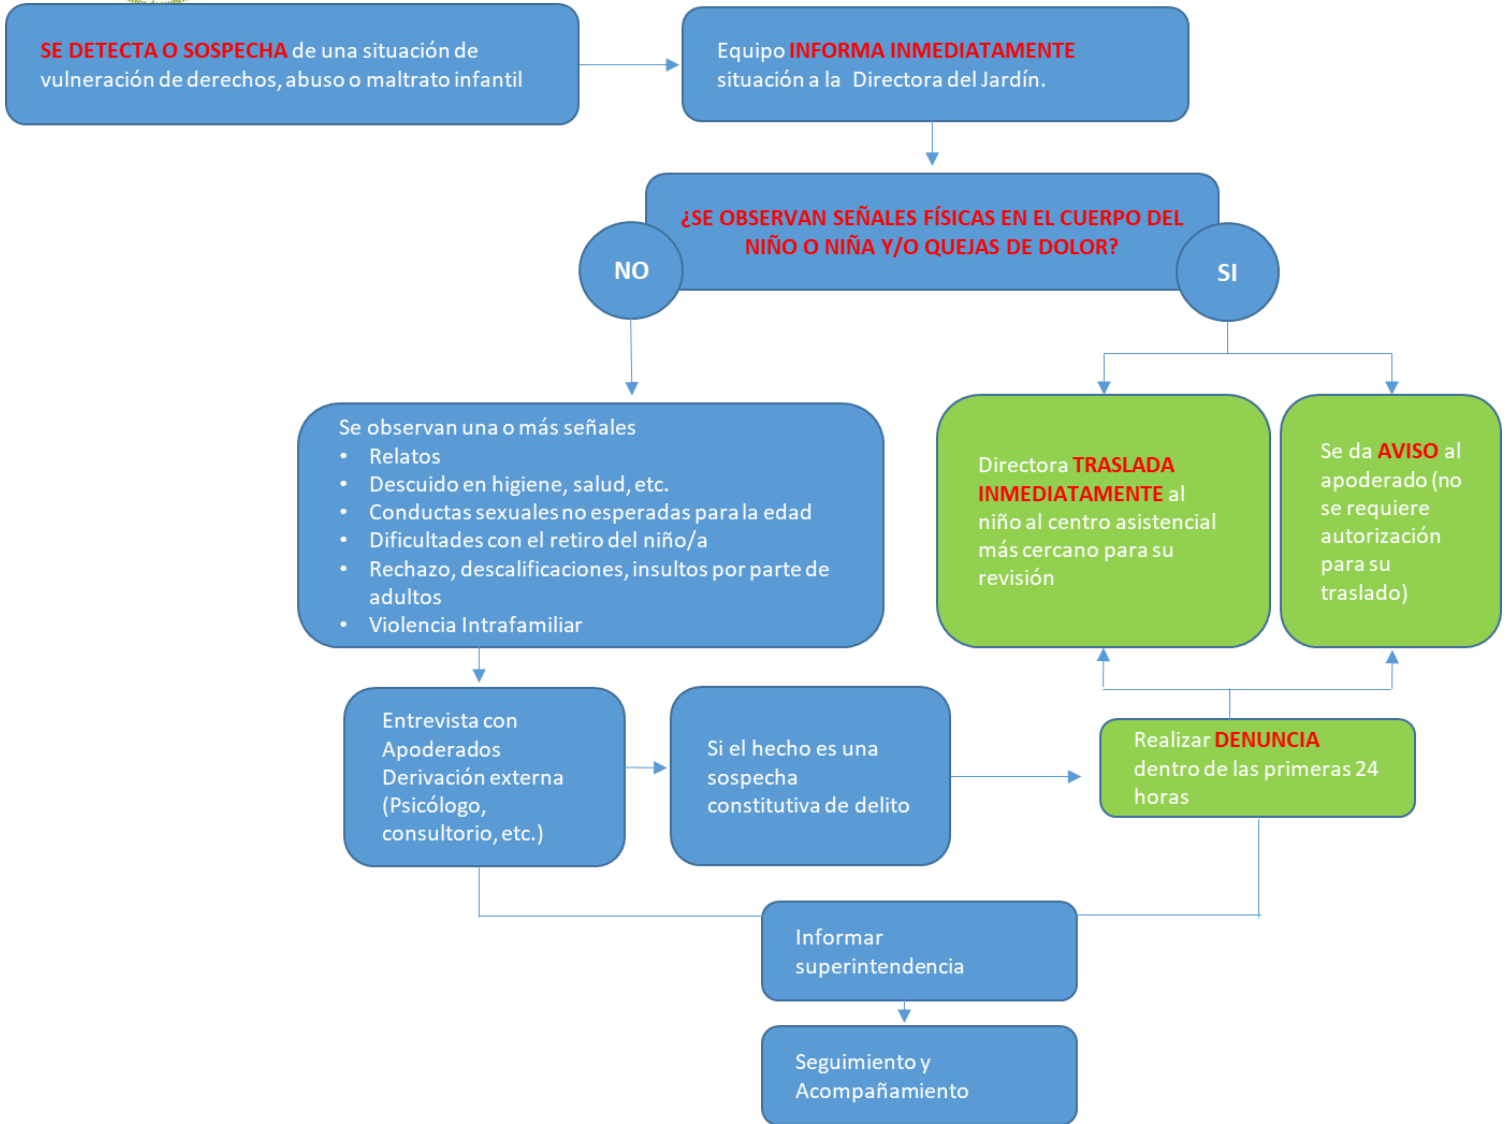 SE DETECTA O SOSPECHA de una situación de
vulneración de derechos, abuso o maltrato infantil
Equipo INFORMA INMEDIATAMENTE
situación a la Directora del Jardín.
¿SE OBSERVAN SEÑALES FÍSICAS EN EL CUERPO DEL
NIÑO O NIÑA Y/O QUEJAS DE DOLOR?
NO
SI
Se observan una o más señales
• Relatos
• Descuido en higiene, salud, etc.
• Conductas sexuales no esperadas para la edad
• Dificultades con el retiro del niño/a
• Rechazo, descalificaciones, insultos por parte de
adultos
• Violencia Intrafamiliar
Directora TRASLADA
INMEDIATAMENTE al
niño al centro asistencial
más cercano para su
revisión
Se da AVISO al
apoderado (no
se requiere
autorización
para su
traslado)
Entrevista con
Apoderados
Derivación externa
(Psicólogo,
consultorio, etc.)
Si el hecho es una
sospecha
constitutiva de delito
Realizar DENUNCIA
dentro de las primeras 24
horas
Informar
superintendencia
Seguimiento y
Acompañamiento